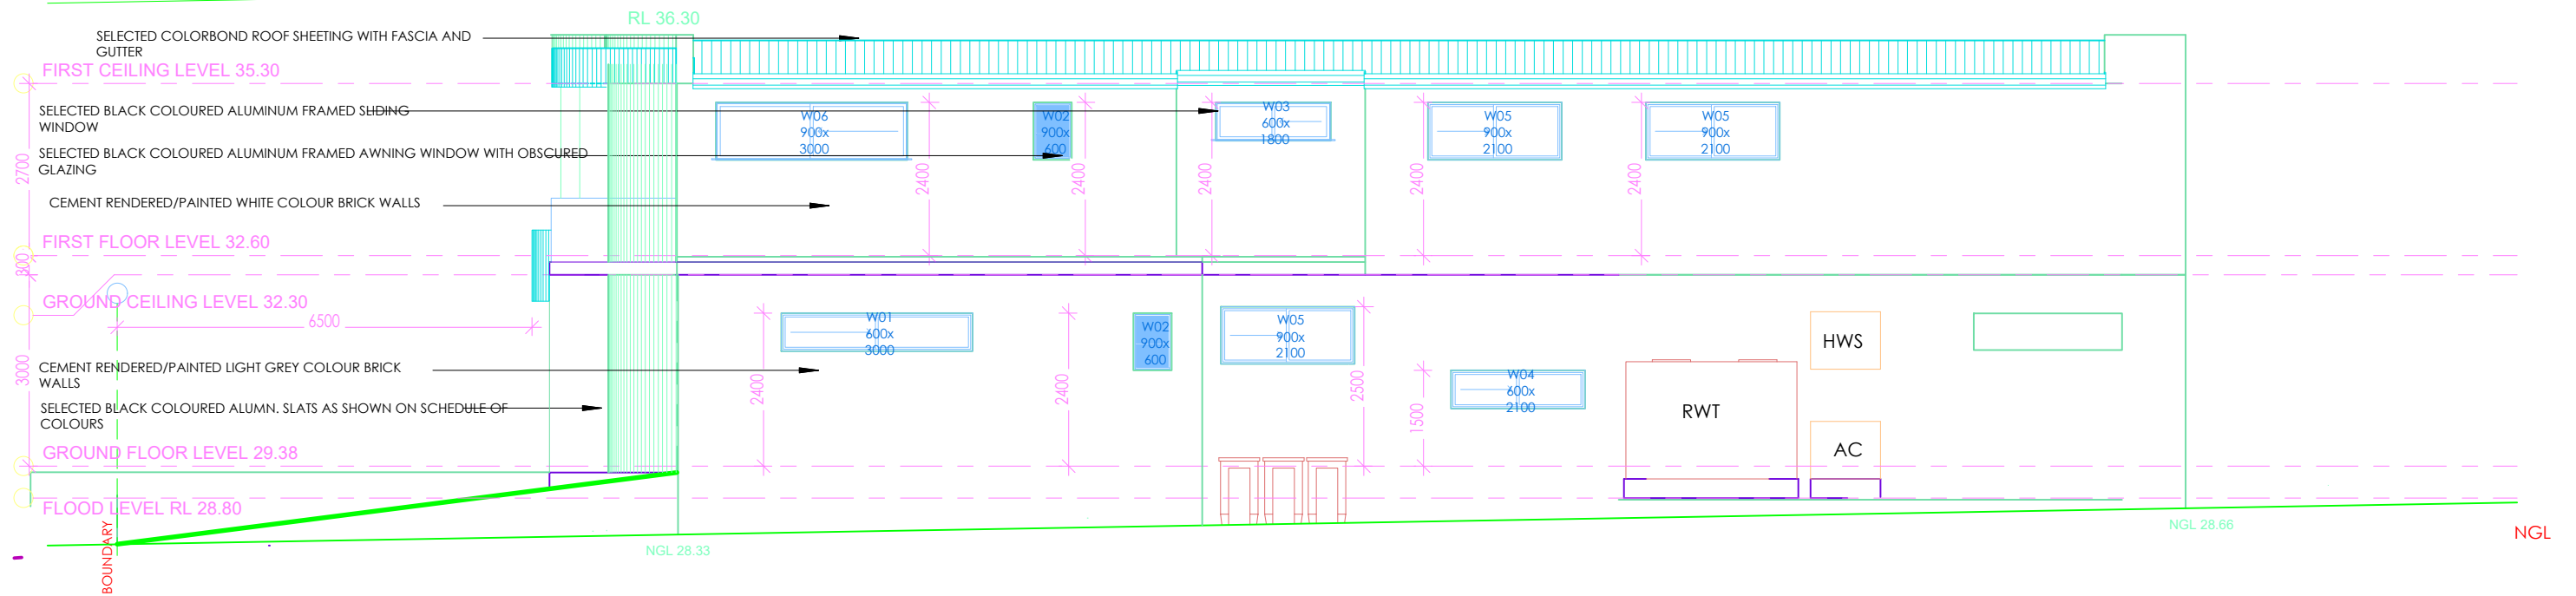 RL 36.30
SELECTED COLORBOND ROOF SHEETING WITH FASCIA AND
GUTTER
FIRST CEILING LEVEL 35.30
SELECTED BLACK COLOURED ALUMINUM FRAMED SLIDING
WINDOW
SELECTED BLACK COLOURED ALUMINUM FRAMED AWNING WINDOW WITH OBSCURED
GLAZING
CEMENT RENDERED/PAINTED WHITE COLOUR BRICK WALLS
FIRST FLOOR LEVEL 32.60
GROUND CEILING LEVEL 32.30
6500
CEMENT RENDERED/PAINTED LIGHT GREY COLOUR BRICK
WALLS
SELECTED BLACK COLOURED ALUMN. SLATS AS SHOWN ON SCHEDULE OF
COLOURS
GROUND FLOOR LEVEL 29.38
FLOOD LEVEL RL 28.80
BOUNDARY
2700
300
3000
W06
900x
3000
2400
W02
900x
600
2400
2400
W03
600x
1800
2400
W05
900x
2100
2400
W05
900x
2100
2400
W01
600x
3000
2400
W02
900x
600
W05
900x
2100
2500
1500
W04
600x
2100
RWT
HWS
AC
NGL 28.33
NGL 28.66
NGL